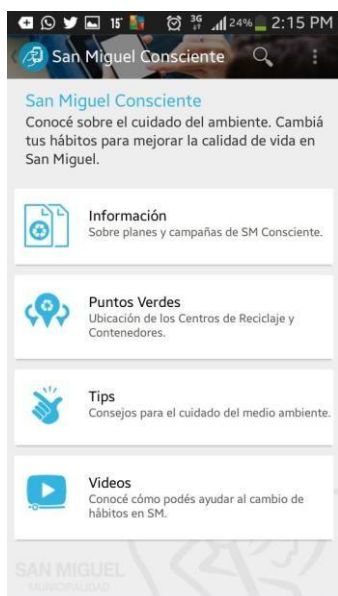 15°
3G
24%
2:15 PM
San Miguel Consciente
San Miguel Consciente
Conocé sobre el cuidado del ambiente. Cambiá
tus hábitos para mejorar la calidad de vida en
San Miguel.
Información
Sobre planes y campañas de SM Consciente.
Puntos Verdes
Ubicación de los Centros de Reciclaje y
Contenedores.
Tips
Consejos para el cuidado del medio ambiente.
Videos
Conocé cómo podés ayudar al cambio de
hábitos en SM.
SAN MIGUEL
MUNICIPALIDAD